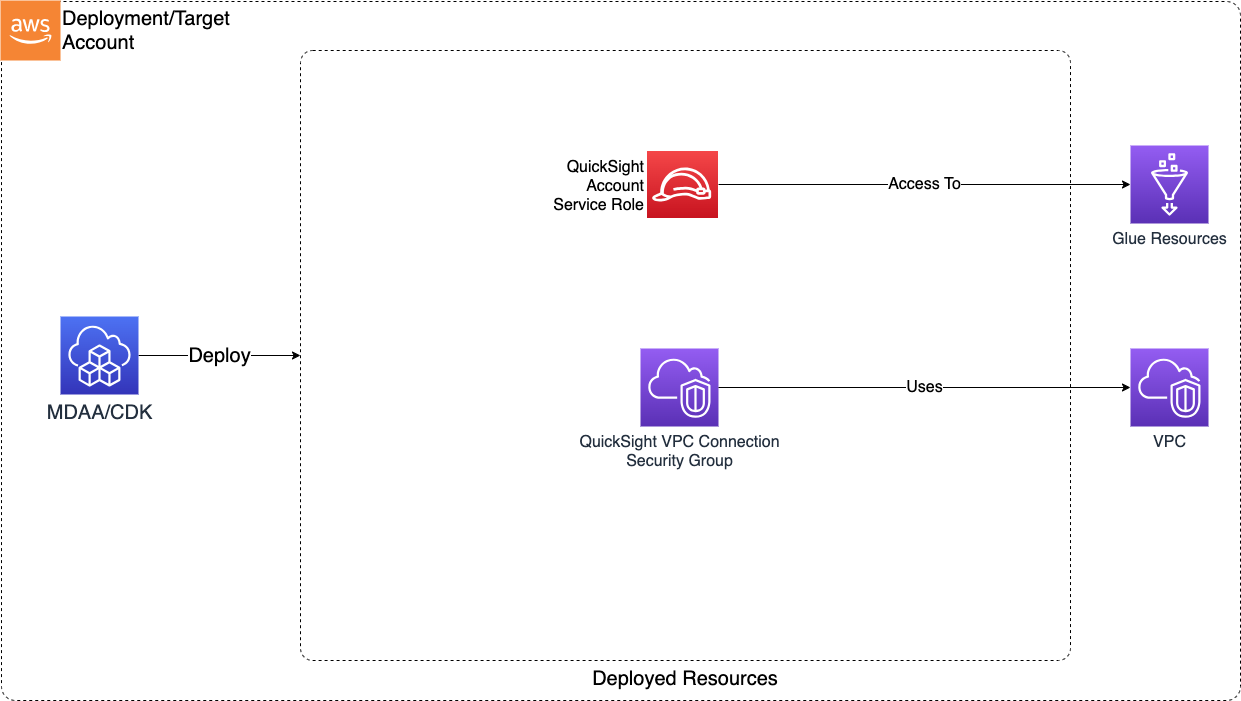 aws
Deployment/Target
Account
QuickSight
Account
Service Role
Access To
Glue Resources
Deploy
MDAA/CDK
Uses
QuickSight VPC Connection
Security Group
VPC
Deployed Resources